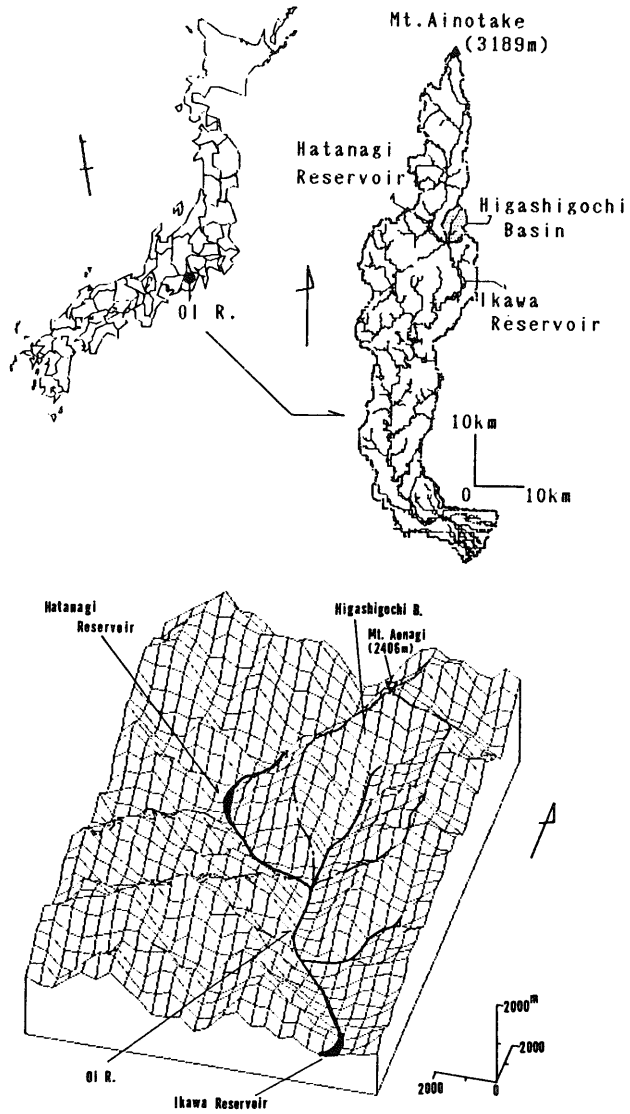 Mt.Ainotake
(3189m)
Hatanagi
Reservoir
Higashigochi
Basin
OI R.
Ikawa
Reservoir
10km
0
10km
Hatanagi
Reservoir
Higashigochi B.
Mt. Aonagi
(2406m)
OI R.
Ikawa Reservoir
2000m
2000
2000
0